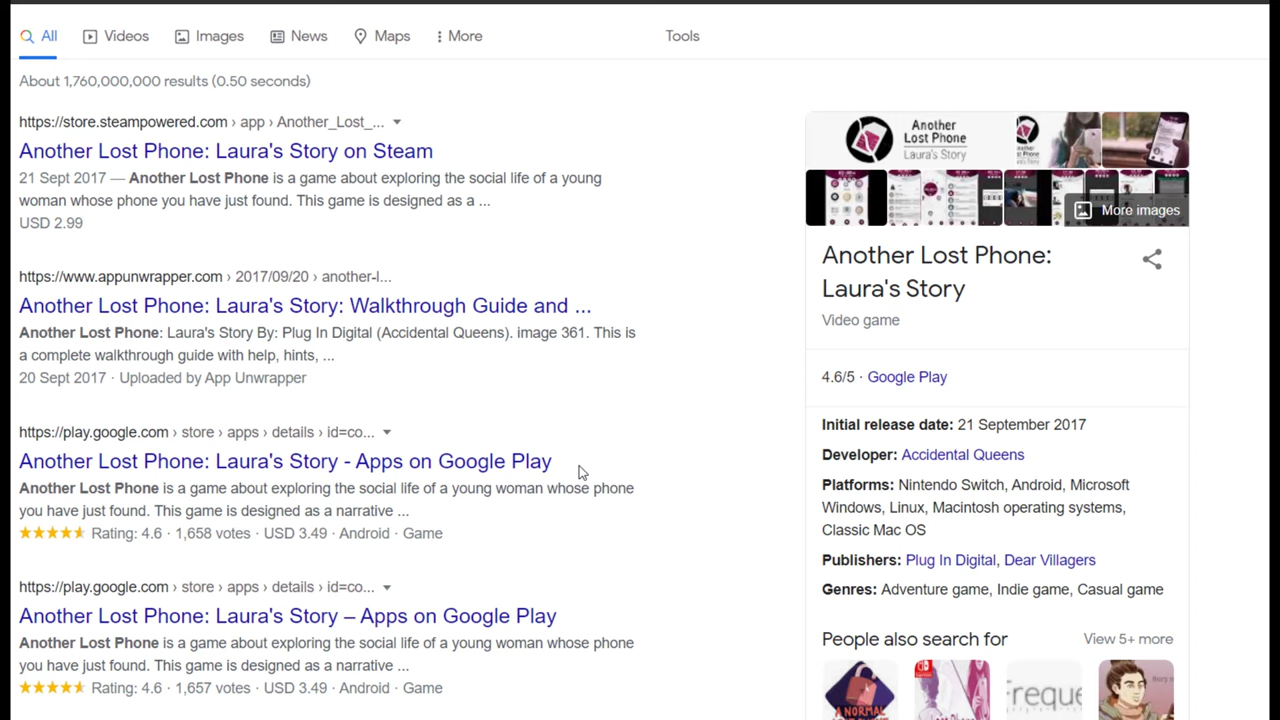 All
Videos
Images
News
Maps
More
Tools
About 1,760,000,000 results (0.50 seconds)
https://store.steampowered.com › app › Another_Lost_...
Another Lost Phone: Laura's Story on Steam
21 Sept 2017 — Another Lost Phone is a game about exploring the social life of a young
woman whose phone you have just found. This game is designed as a ...
USD 2.99
https://www.appunwrapper.com › 2017/09/20 › another-l...
Another Lost Phone: Laura's Story: Walkthrough Guide and ...
Another Lost Phone: Laura's Story By: Plug In Digital (Accidental Queens). image 361. This is
a complete walkthrough guide with help, hints, ...
20 Sept 2017 · Uploaded by App Unwrapper
https://play.google.com › store › apps › details › id=co...
Another Lost Phone: Laura's Story - Apps on Google Play
Another Lost Phone is a game about exploring the social life of a young woman whose phone
you have just found. This game is designed as a narrative ...
Rating: 4.6 · 1,658 votes · USD 3.49 · Android · Game
https://play.google.com › store › apps › details › id=co...
Another Lost Phone: Laura's Story – Apps on Google Play
Another Lost Phone is a game about exploring the social life of a young woman whose phone
you have just found. This game is designed as a narrative ...
Rating: 4.6 · 1,657 votes · USD 3.49 · Android · Game
Another
Lost Phone
Laura's Story
More images
Another Lost Phone:
Laura's Story
Video game
4.6/5 · Google Play
Initial release date: 21 September 2017
Developer: Accidental Queens
Platforms: Nintendo Switch, Android, Microsoft
Windows, Linux, Macintosh operating systems,
Classic Mac OS
Publishers: Plug In Digital, Dear Villagers
Genres: Adventure game, Indie game, Casual game
People also search for
View 5+ more
A NORMAL